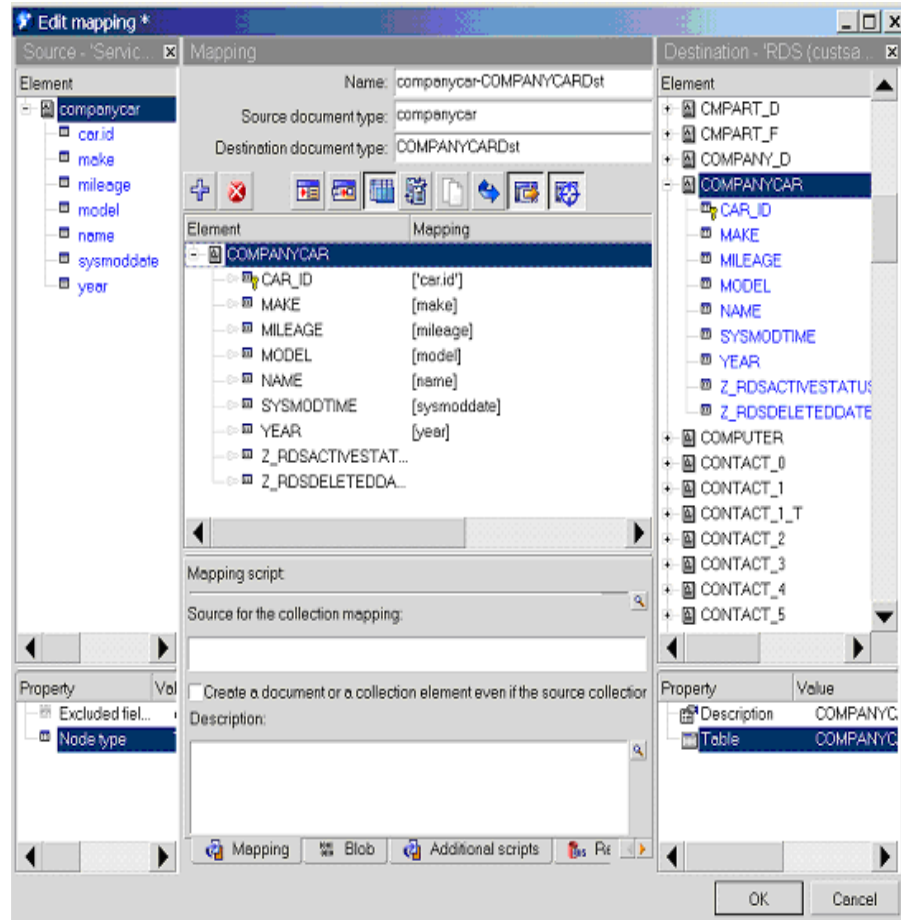 Edit mapping *
Source - 'Servic...
Mapping
Destination - 'RDS (custsa...
Element
companycar
car.id
make
mileage
model
name
sysmoddate
year
Property
Excluded fiel...
Node type
Name: companycar-COMPANYCARDst
Source document type: companycar
Destination document type: COMPANYCARDst
Element Mapping
COMPANYCAR
CAR_ID ['car.id']
MAKE [make]
MILEAGE [mileage]
MODEL [model]
NAME [name]
SYSMODTIME [sysmoddate]
YEAR [year]
Z_RDSACTIVESTAT...
Z_RDSDELETEDDA...
Mapping script:
Source for the collection mapping:
Create a document or a collection element even if the source collection
Description:
Mapping Blob Additional scripts
Element
CMPART_D
CMPART_F
COMPANY_D
COMPANYCAR
CAR_ID
MAKE
MILEAGE
MODEL
NAME
SYSMODTIME
YEAR
Z_RDSACTIVESTATUS
Z_RDSDELETEDDATE
COMPUTER
CONTACT_0
CONTACT_1
CONTACT_1_T
CONTACT_2
CONTACT_3
CONTACT_4
CONTACT_5
Property Value
Description COMPANYC
Table COMPANYC
OK Cancel